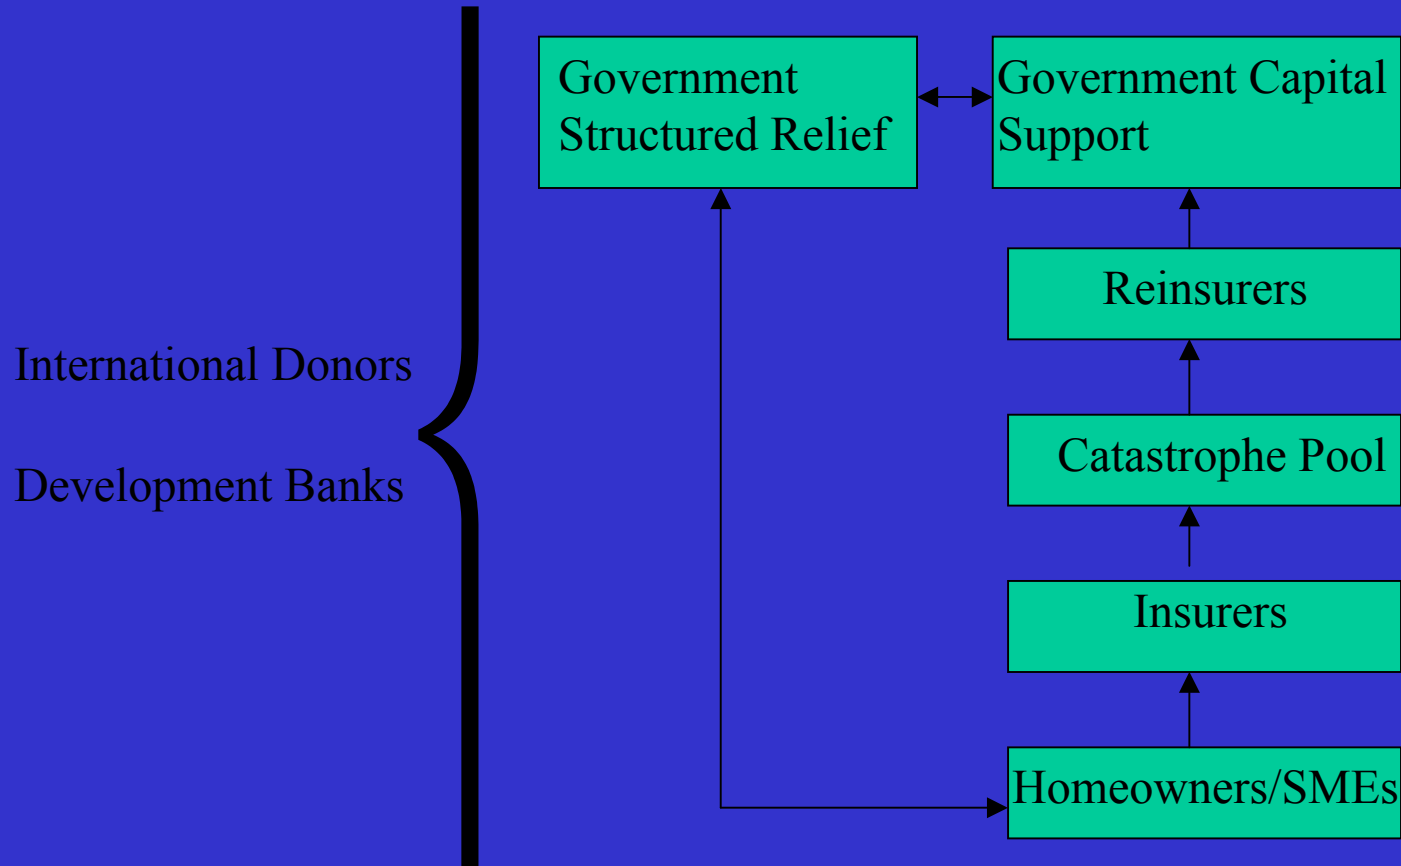 Government
Structured Relief
Government Capital
Support
Reinsurers
International Donors
Catastrophe Pool
Development Banks
Insurers
Homeowners/SMEs